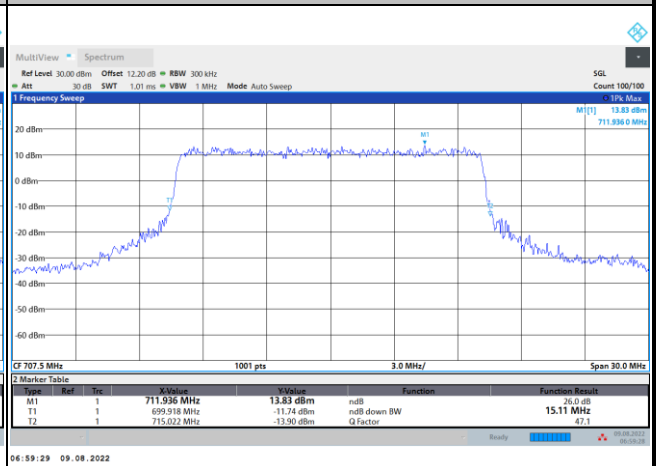 MultiView Spectrum
Ref Level 30.00 dBm Offset 12.20 dB RBW 300 kHz SGL
Att 30 dB SWT 1.01 ms VBW 1 MHz Mode Auto Sweep Count 100/100
1 Frequency Sweep 1Pk Max
M1[1] 13.83 dBm
711.936 0 MHz
M1
20 dBm
10 dBm
0 dBm
T1
-10 dBm
-20 dBm
-30 dBm
-40 dBm
-50 dBm
-60 dBm
CF 707.5 MHz 1001 pts 3.0 MHz/ Span 30.0 MHz
2 Marker Table
Type Ref Trc X-Value Y-Value Function Function Result
M1 1 711.936 MHz 13.83 dBm ndB 26.0 dB
T1 1 699.918 MHz -11.74 dBm ndB down BW 15.11 MHz
T2 1 715.022 MHz -13.90 dBm Q Factor 47.1
Ready 09.08.2022
06:59:28
06:59:29 09.08.2022